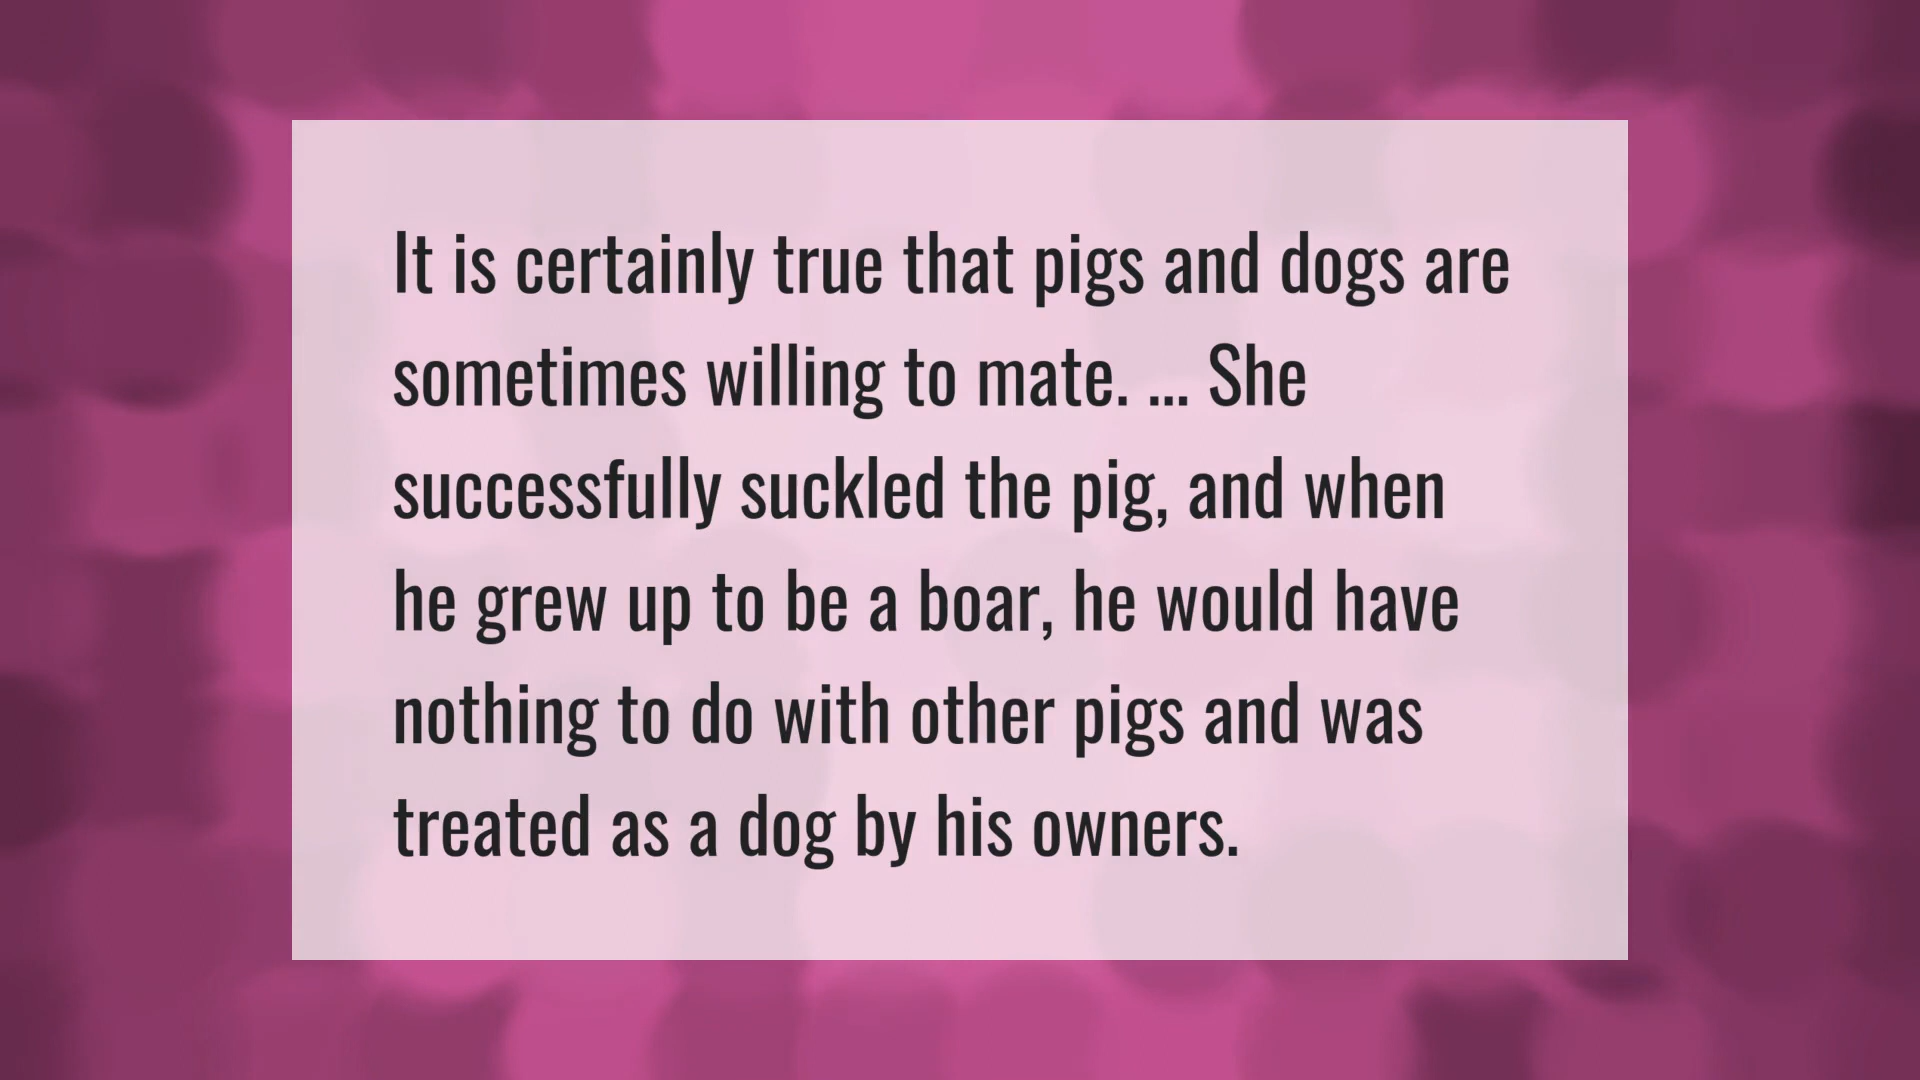 It is certainly true that pigs and dogs are
sometimes willing to mate. ... She
successfully suckled the pig, and when
he grew up to be a boar, he would have
nothing to do with other pigs and was
treated as a dog by his owners.